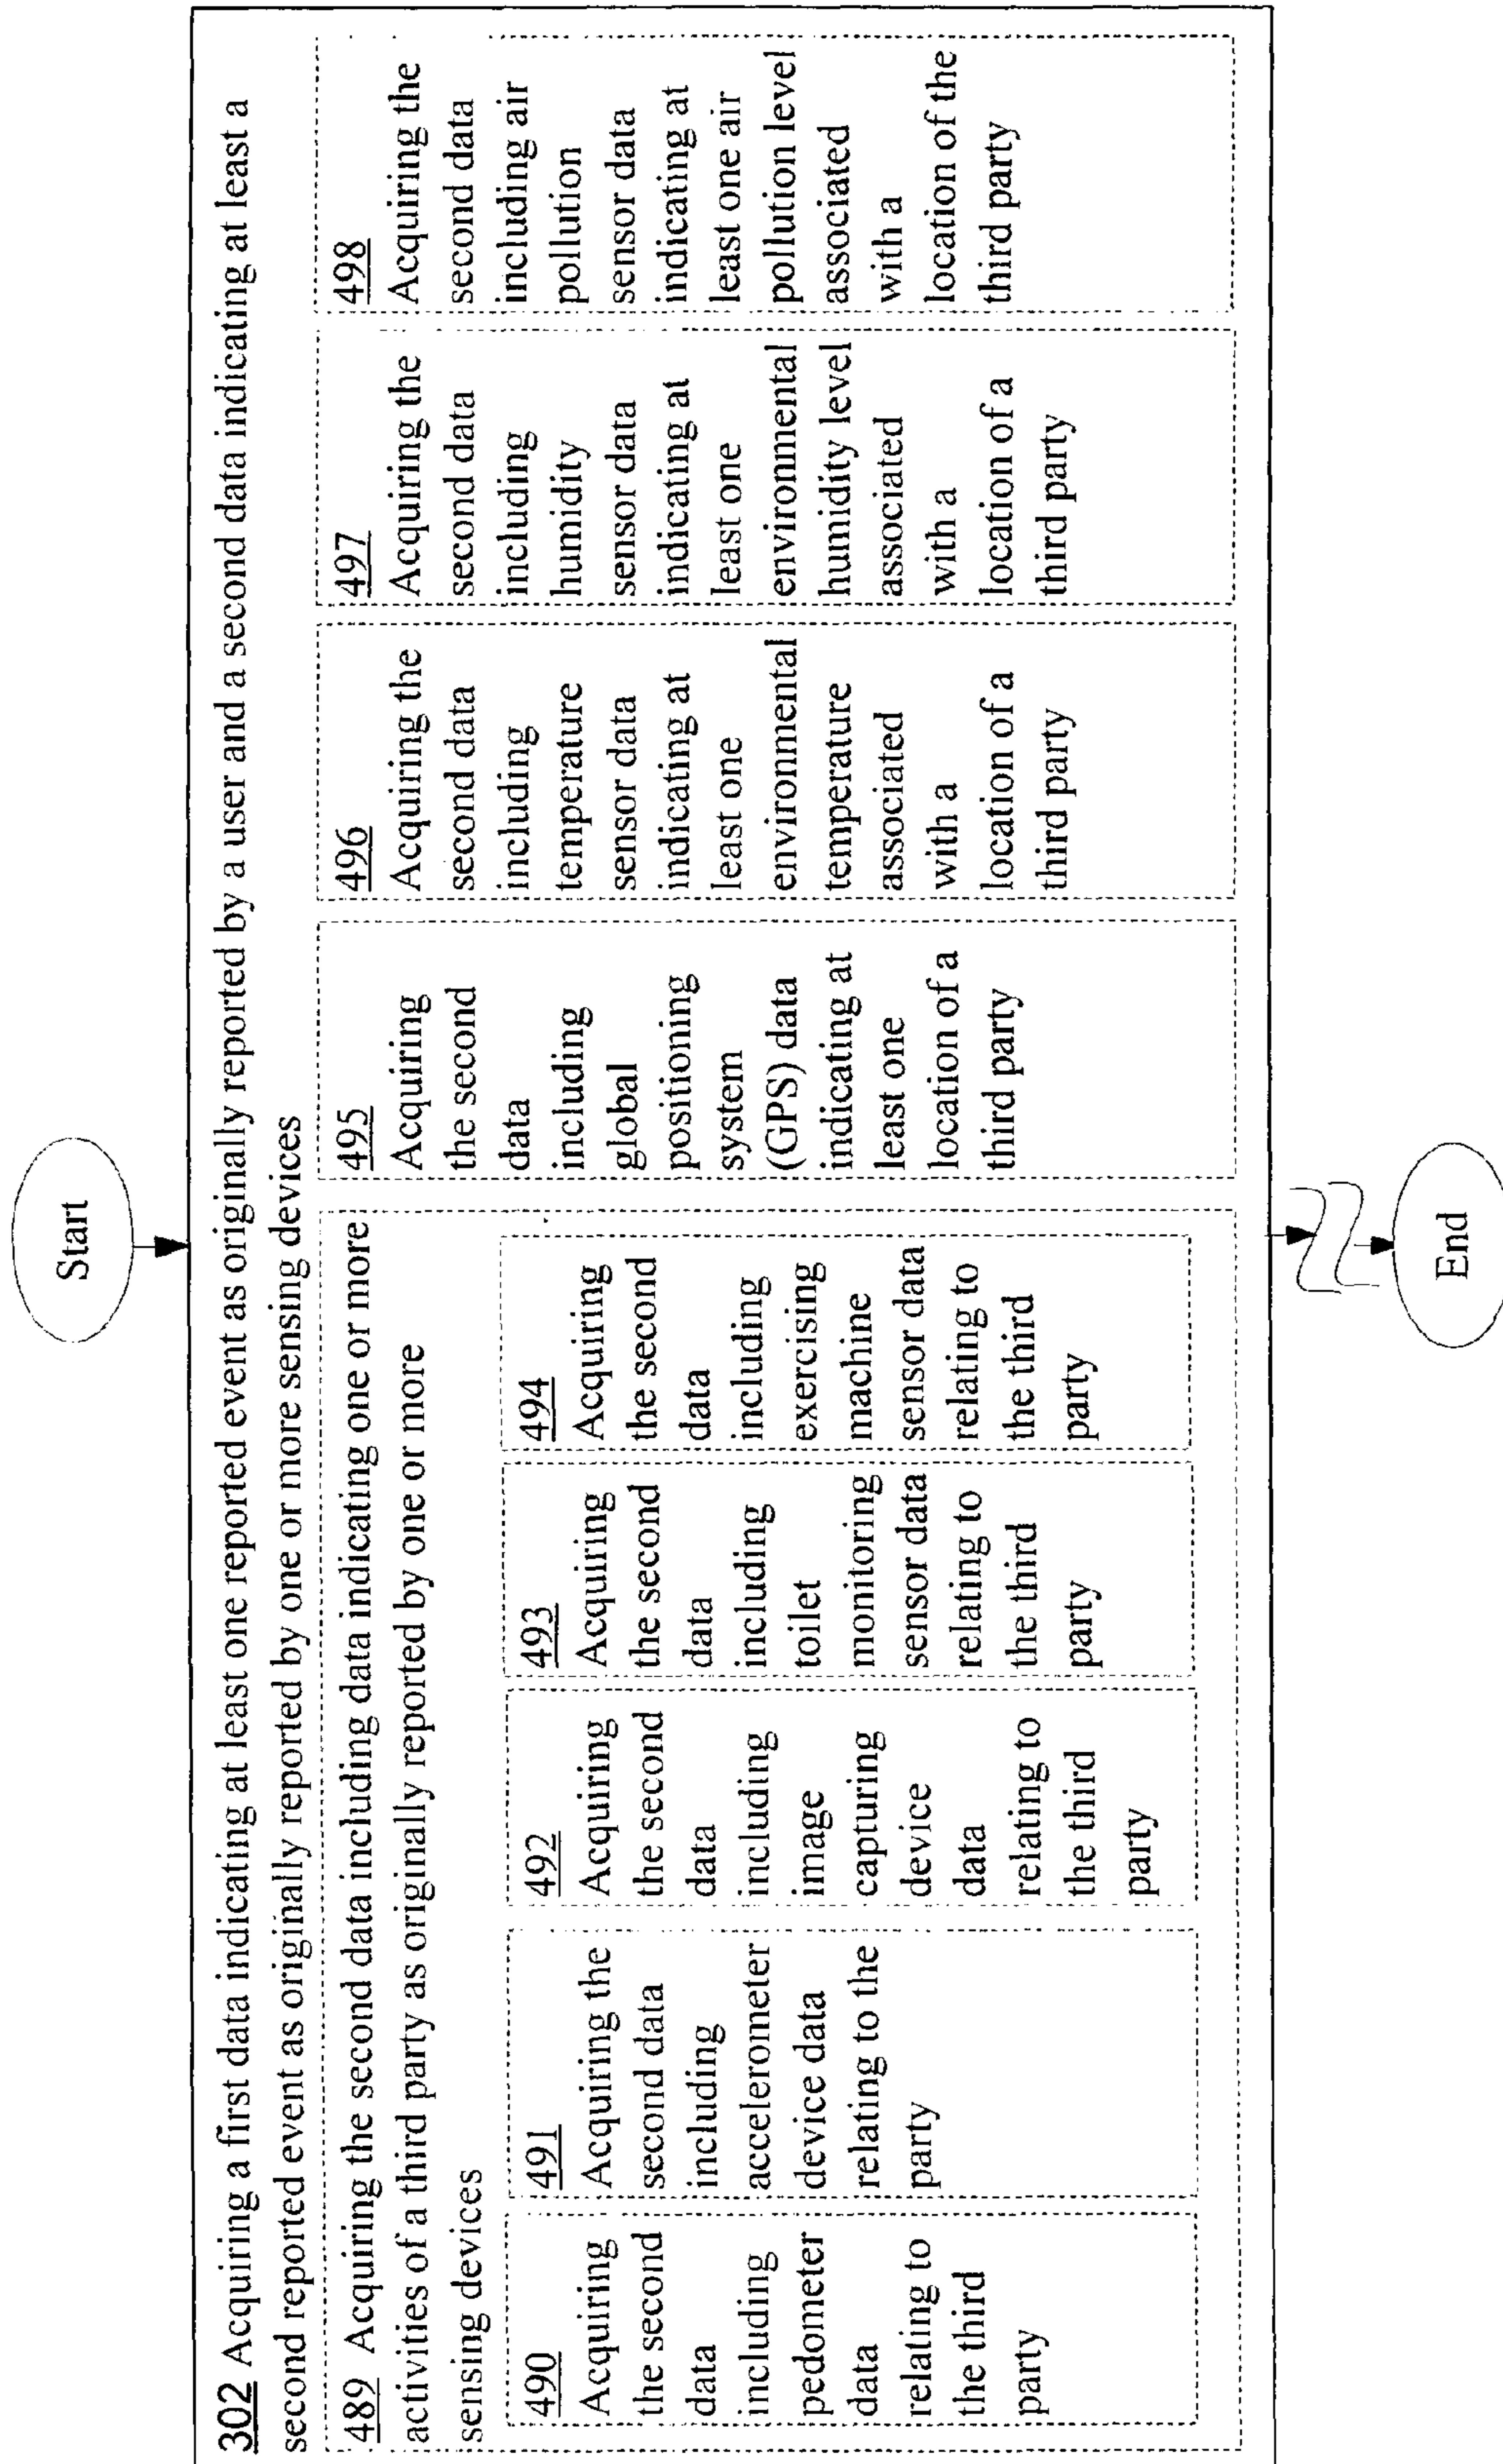 Start
302 Acquiring a first data indicating at least one reported event as originally reported by a user and a second data indicating at least a
second reported event as originally reported by one or more sensing devices
489 Acquiring the second data including data indicating one or more
activities of a third party as originally reported by one or more
sensing devices
490
Acquiring
the second
data
including
pedometer
data
relating to
the third
party
491
Acquiring the
second data
including
accelerometer
device data
relating to the
party
492
Acquiring
the second
data
including
image
capturing
device
data
relating to
the third
party
493
Acquiring
the second
data
including
toilet
monitoring
sensor data
relating to
the third
party
494
Acquiring
the second
data
including
exercising
machine
sensor data
relating to
the third
party
495
Acquiring
the second
data
including
global
positioning
system
(GPS) data
indicating at
least one
location of a
third party
496
Acquiring the
second data
including
temperature
sensor data
indicating at
least one
environmental
temperature
associated
with a
location of a
third party
497
Acquiring the
second data
including
humidity
sensor data
indicating at
least one
environmental
humidity level
associated
with a
location of a
third party
498
Acquiring the
second data
including air
pollution
sensor data
indicating at
least one air
pollution level
associated
with a
location of the
third party
End